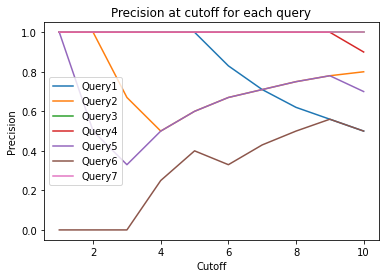 Precision at cutoff for each query
1.0
0.8
0.6
0.4
0.2
0.0
Precision
Query1
Query2
Query3
Query4
Query5
Query6
Query7
2
4
6
8
10
Cutoff